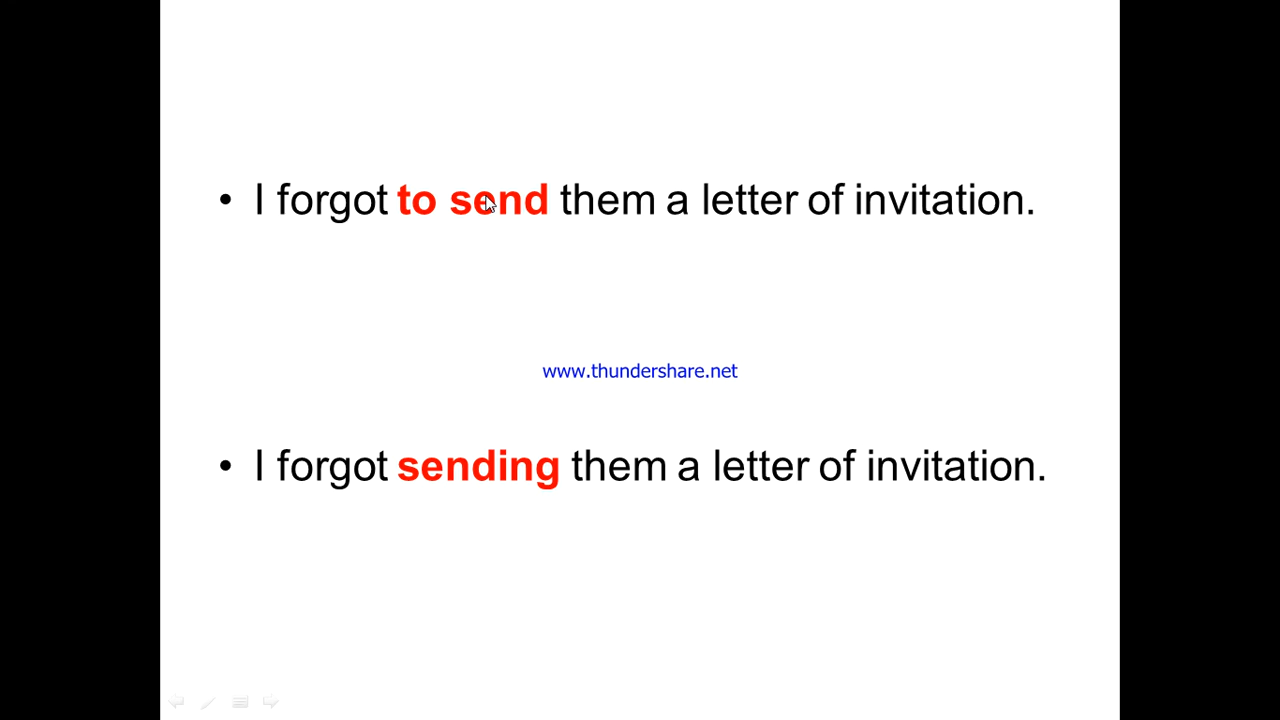 • I forgot to send them a letter of invitation.
www.thundershare.net
• I forgot sending them a letter of invitation.